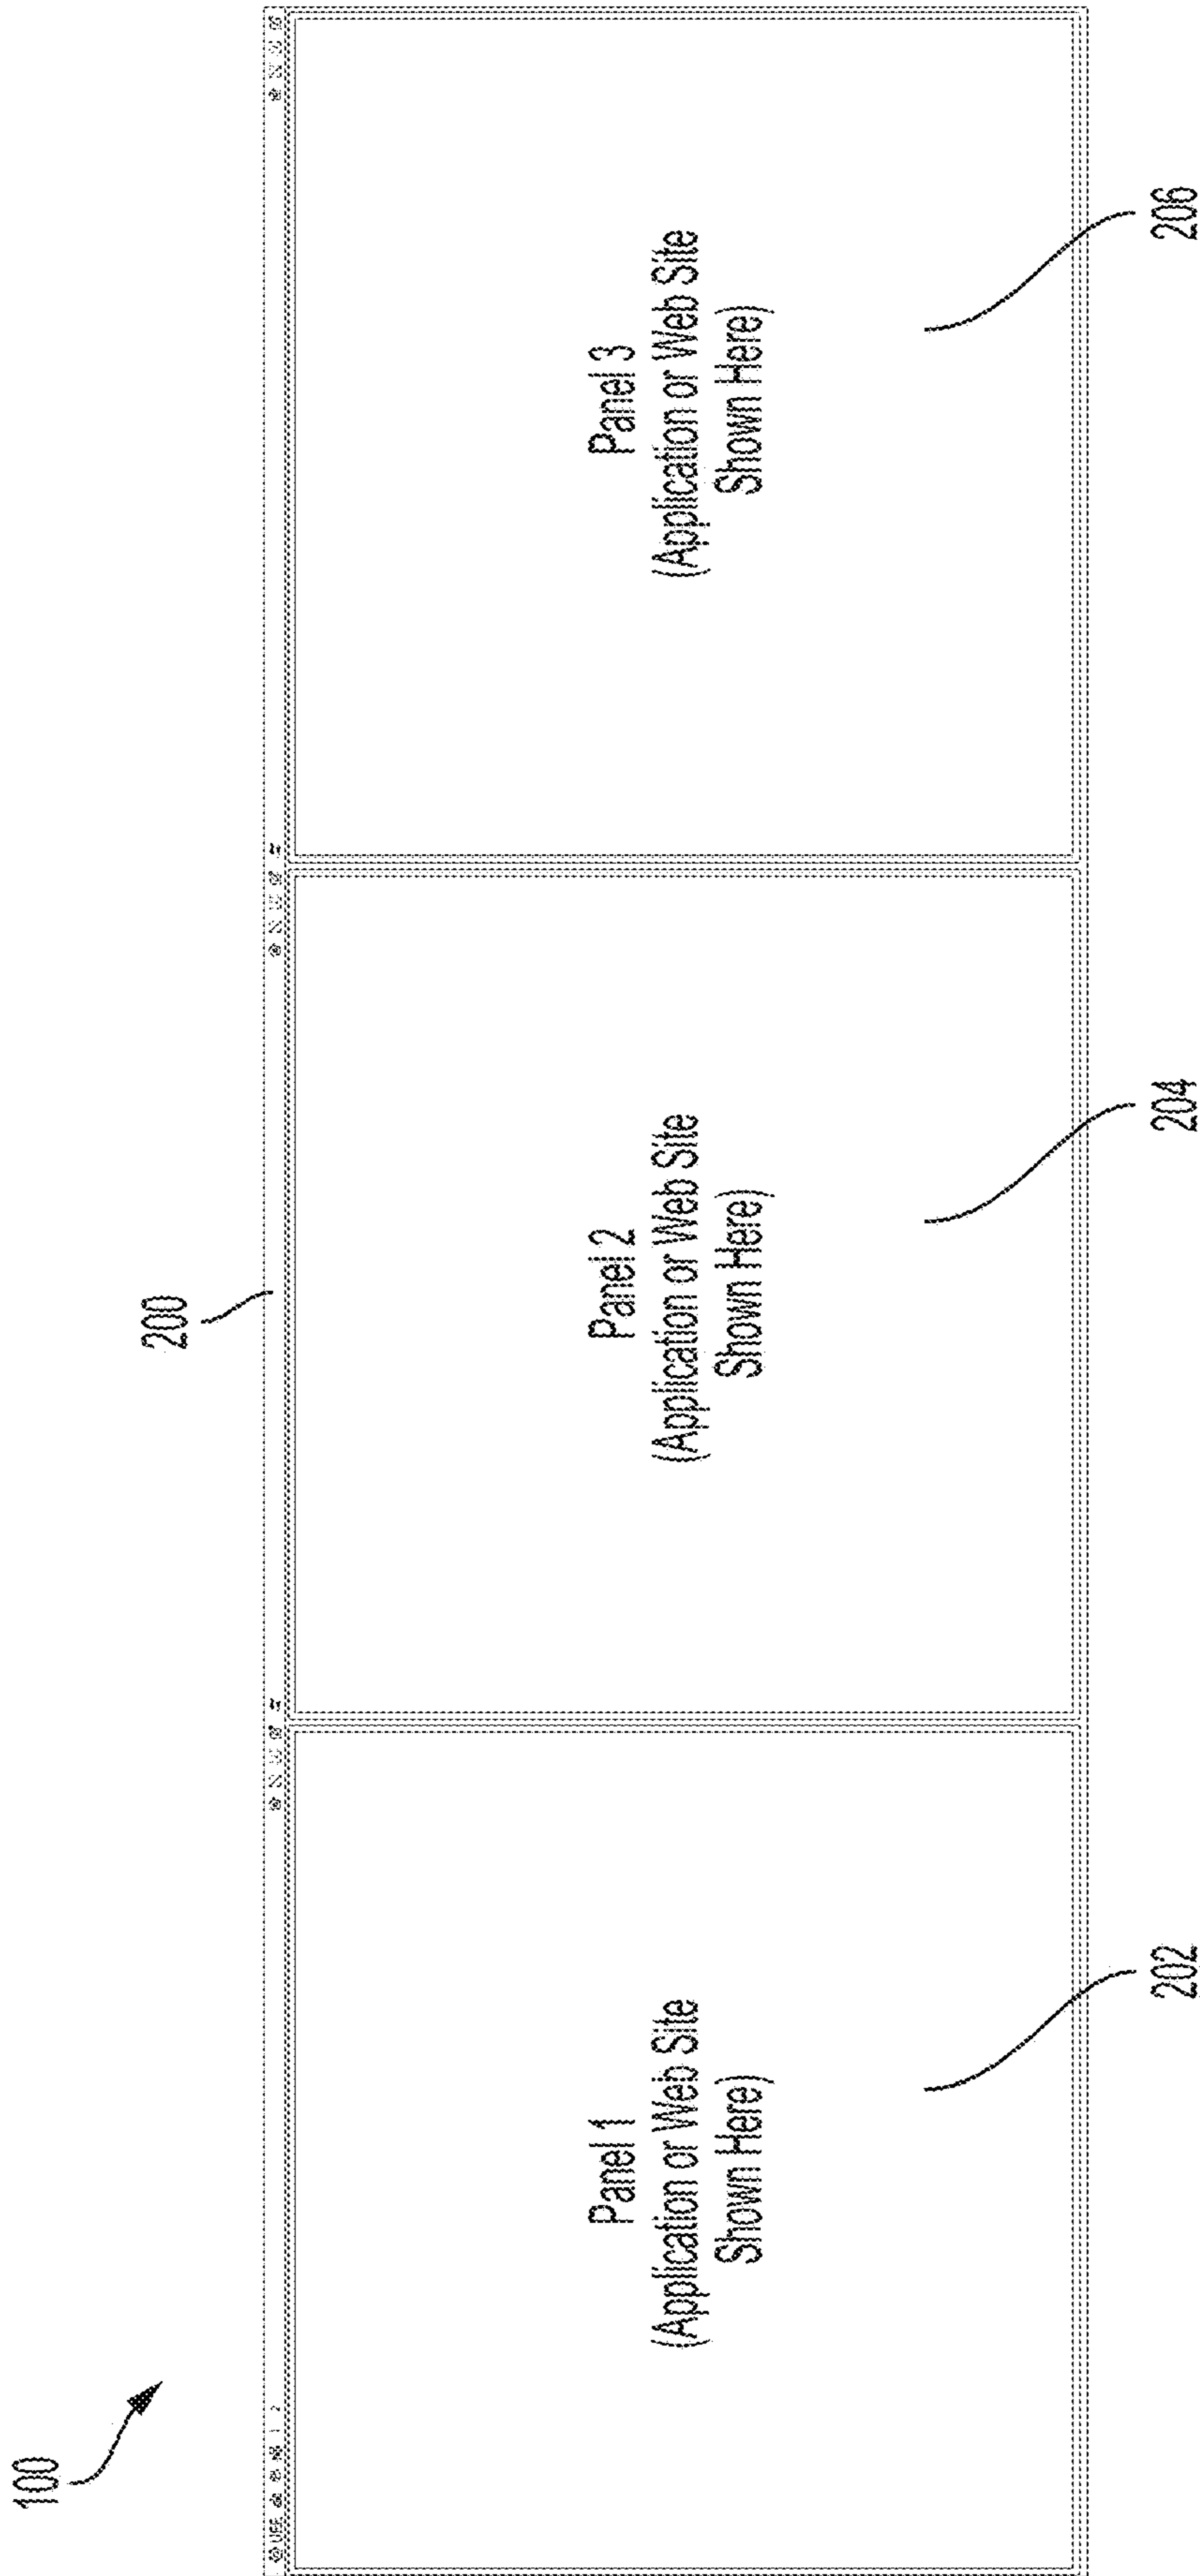 100
200
Panel 1
(Application or Web Site
Shown Here)
Panel 2
(Application or Web Site
Shown Here)
Panel 3
(Application or Web Site
Shown Here)
202
204
206